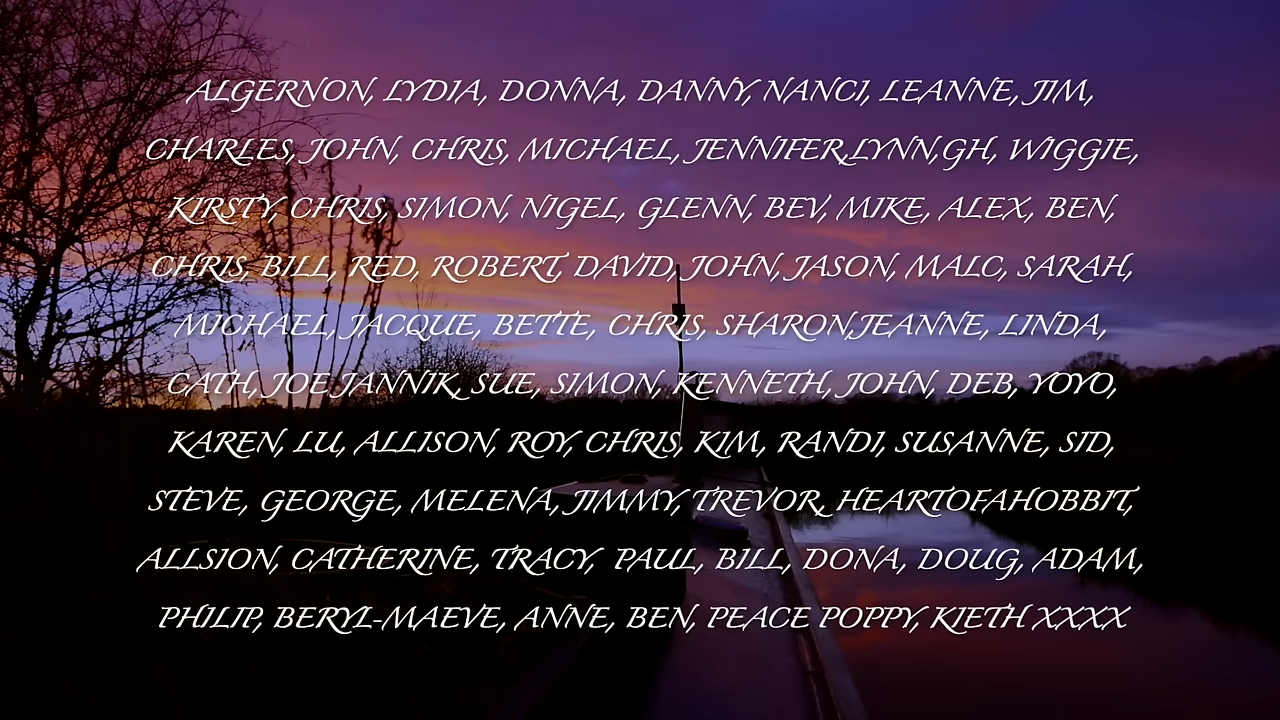 ALGERNON, LYDIA, DONNA, DANNY, NANCI, LEANNE, JIM,
CHARLES, JOHN, CHRIS, MICHAEL, JENNIFER,LYNN,GH, WIGGIE,
KIRSTY, CHRIS, SIMON, NIGEL, GLENN, BEV, MIKE, ALEX, BEN,
CHRIS, BILL, RED, ROBERT, DAVID, JOHN, JASON, MALC, SARAH,
MICHAEL, JACQUE, BETTE, CHRIS, SHARON,JEANNE, LINDA,
CATH, JOE JANNIK, SUE, SIMON, KENNETH, JOHN, DEB, YOYO,
KAREN, LU, ALLISON, ROY, CHRIS, KIM, RANDI, SUSANNE, SID,
STEVE, GEORGE, MELENA, JIMMY, TREVOR, HEARTOFAHOBBIT,
ALLSION, CATHERINE, TRACY, PAUL, BILL, DONA, DOUG, ADAM,
PHILIP, BERYL-MAEVE, ANNE, BEN, PEACE POPPY, KIETH XXXX